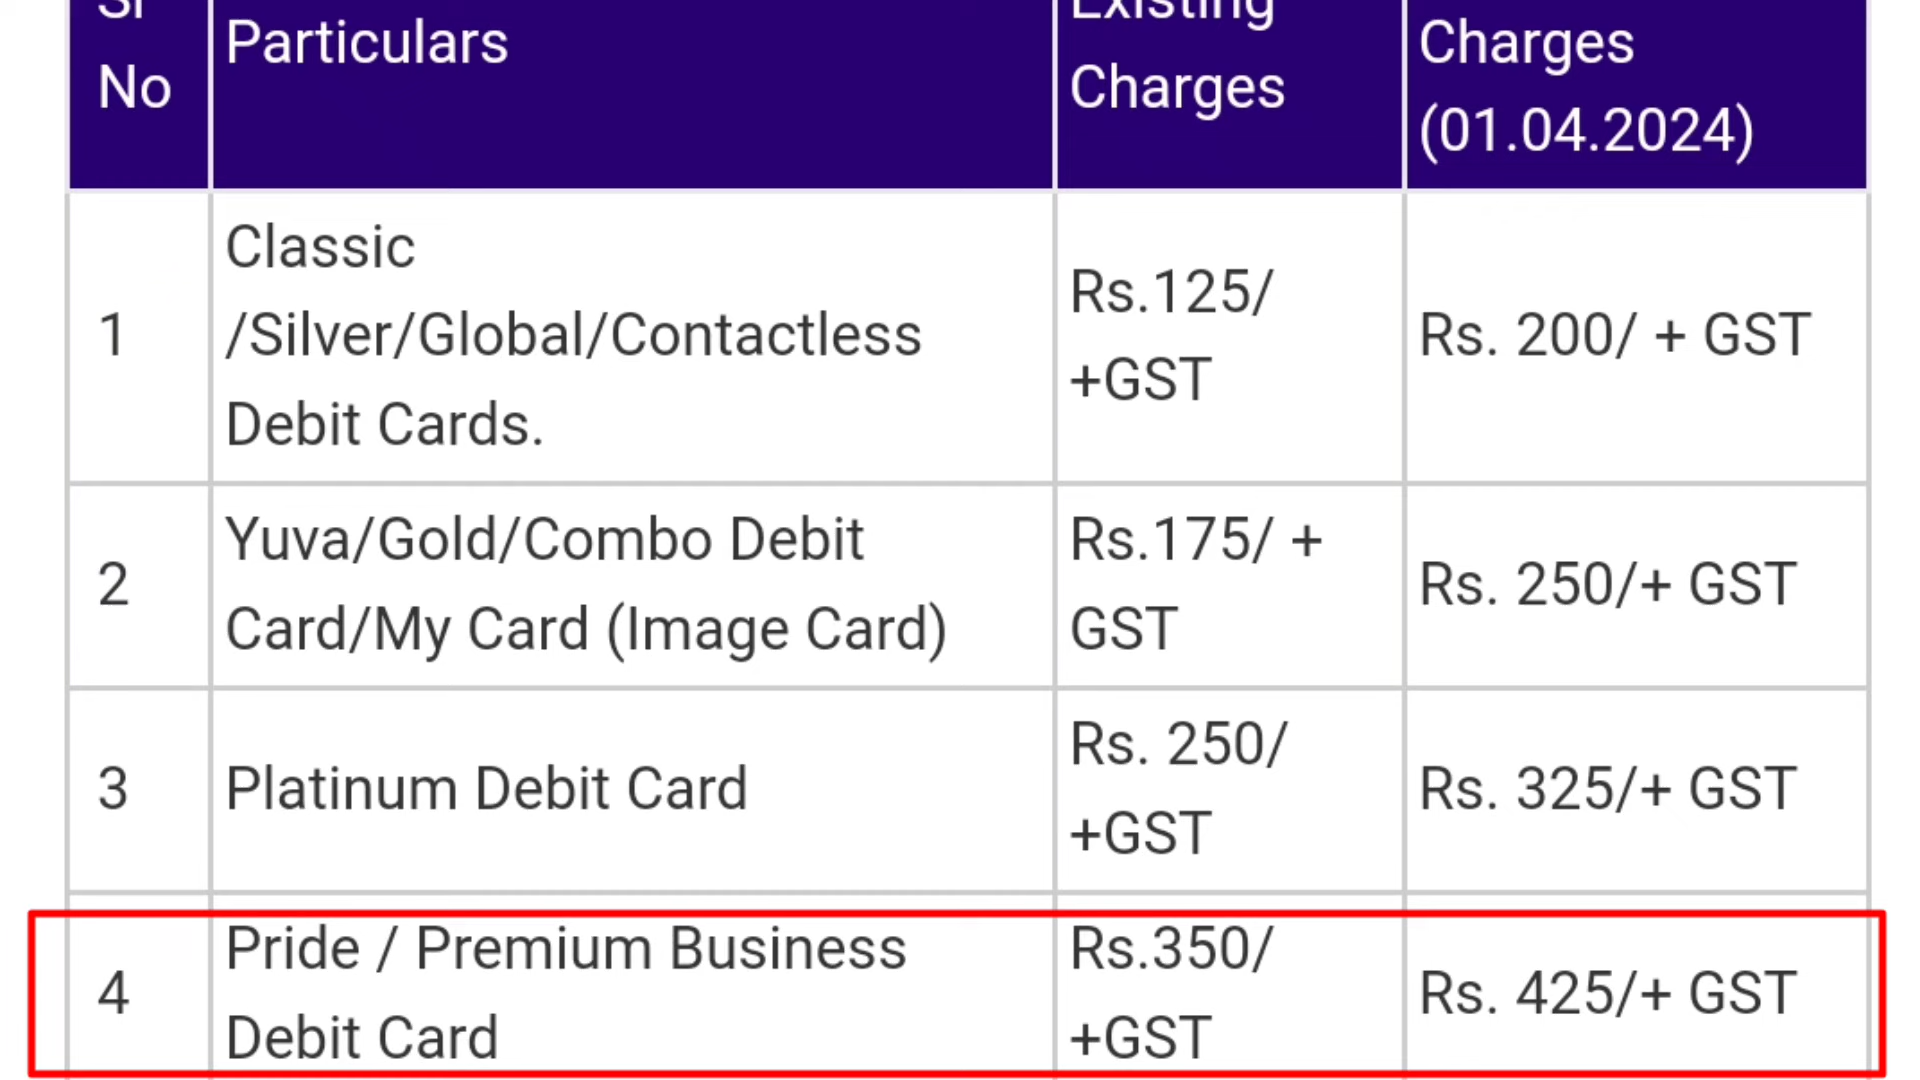 Sr
No
Particulars
Existing
Charges
Charges
(01.04.2024)
1
Classic
/Silver/Global/Contactless
Debit Cards.
Rs.125/
+GST
Rs. 200/ + GST
2
Yuva/Gold/Combo Debit
Card/My Card (Image Card)
Rs.175/ +
GST
Rs. 250/+ GST
3
Platinum Debit Card
Rs. 250/
+GST
Rs. 325/+ GST
4
Pride / Premium Business
Debit Card
Rs.350/
+GST
Rs. 425/+ GST